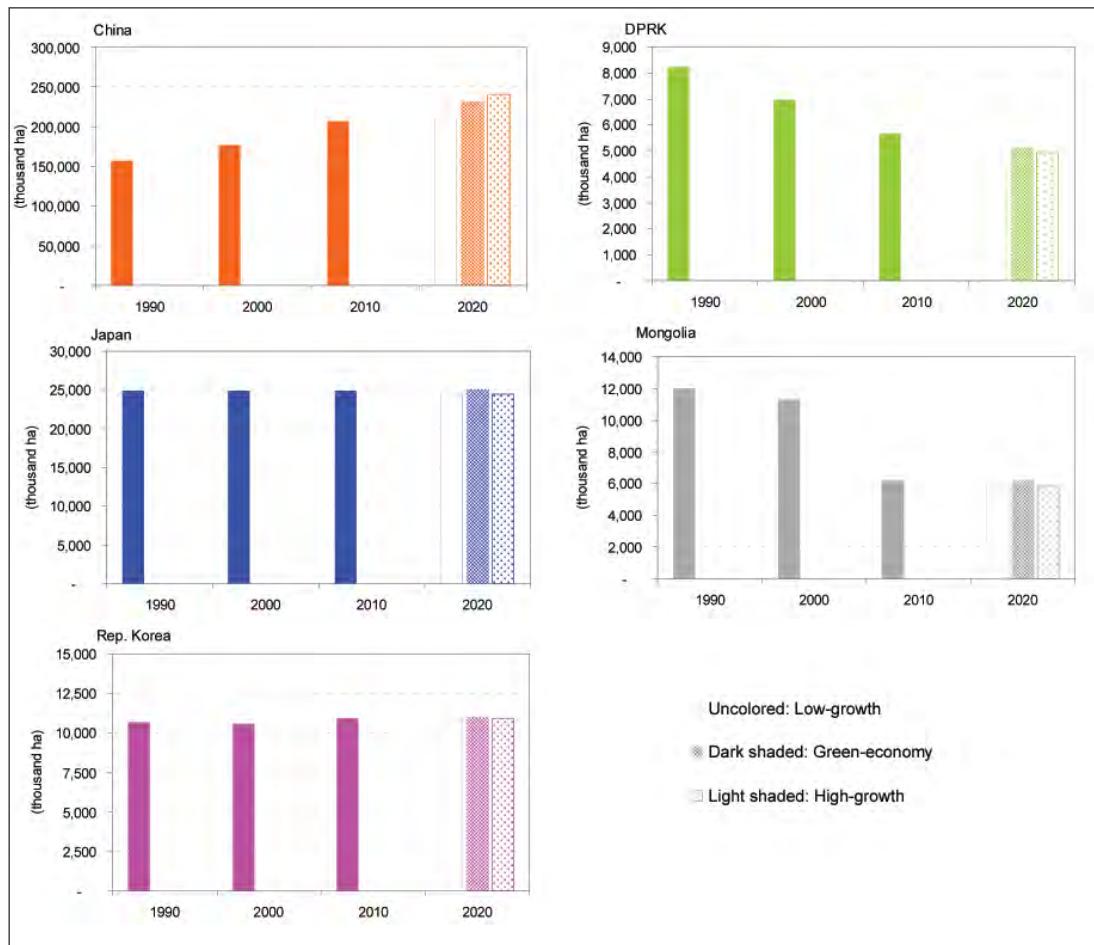 China
300,000
250,000
200,000
150,000
100,000
50,000
-
(thousand ha)
1990 2000 2010 2020
DPRK
9,000
8,000
7,000
6,000
5,000
4,000
3,000
2,000
1,000
-
(thousand ha)
1990 2000 2010 2020
Japan
30,000
25,000
20,000
15,000
10,000
5,000
-
(thousand ha)
1990 2000 2010 2020
Mongolia
14,000
12,000
10,000
8,000
6,000
4,000
2,000
-
(thousand ha)
1990 2000 2010 2020
Rep. Korea
15,000
12,500
10,000
7,500
5,000
2,500
-
(thousand ha)
1990 2000 2010 2020
Uncolored: Low-growth
Dark shaded: Green-economy
Light shaded: High-growth